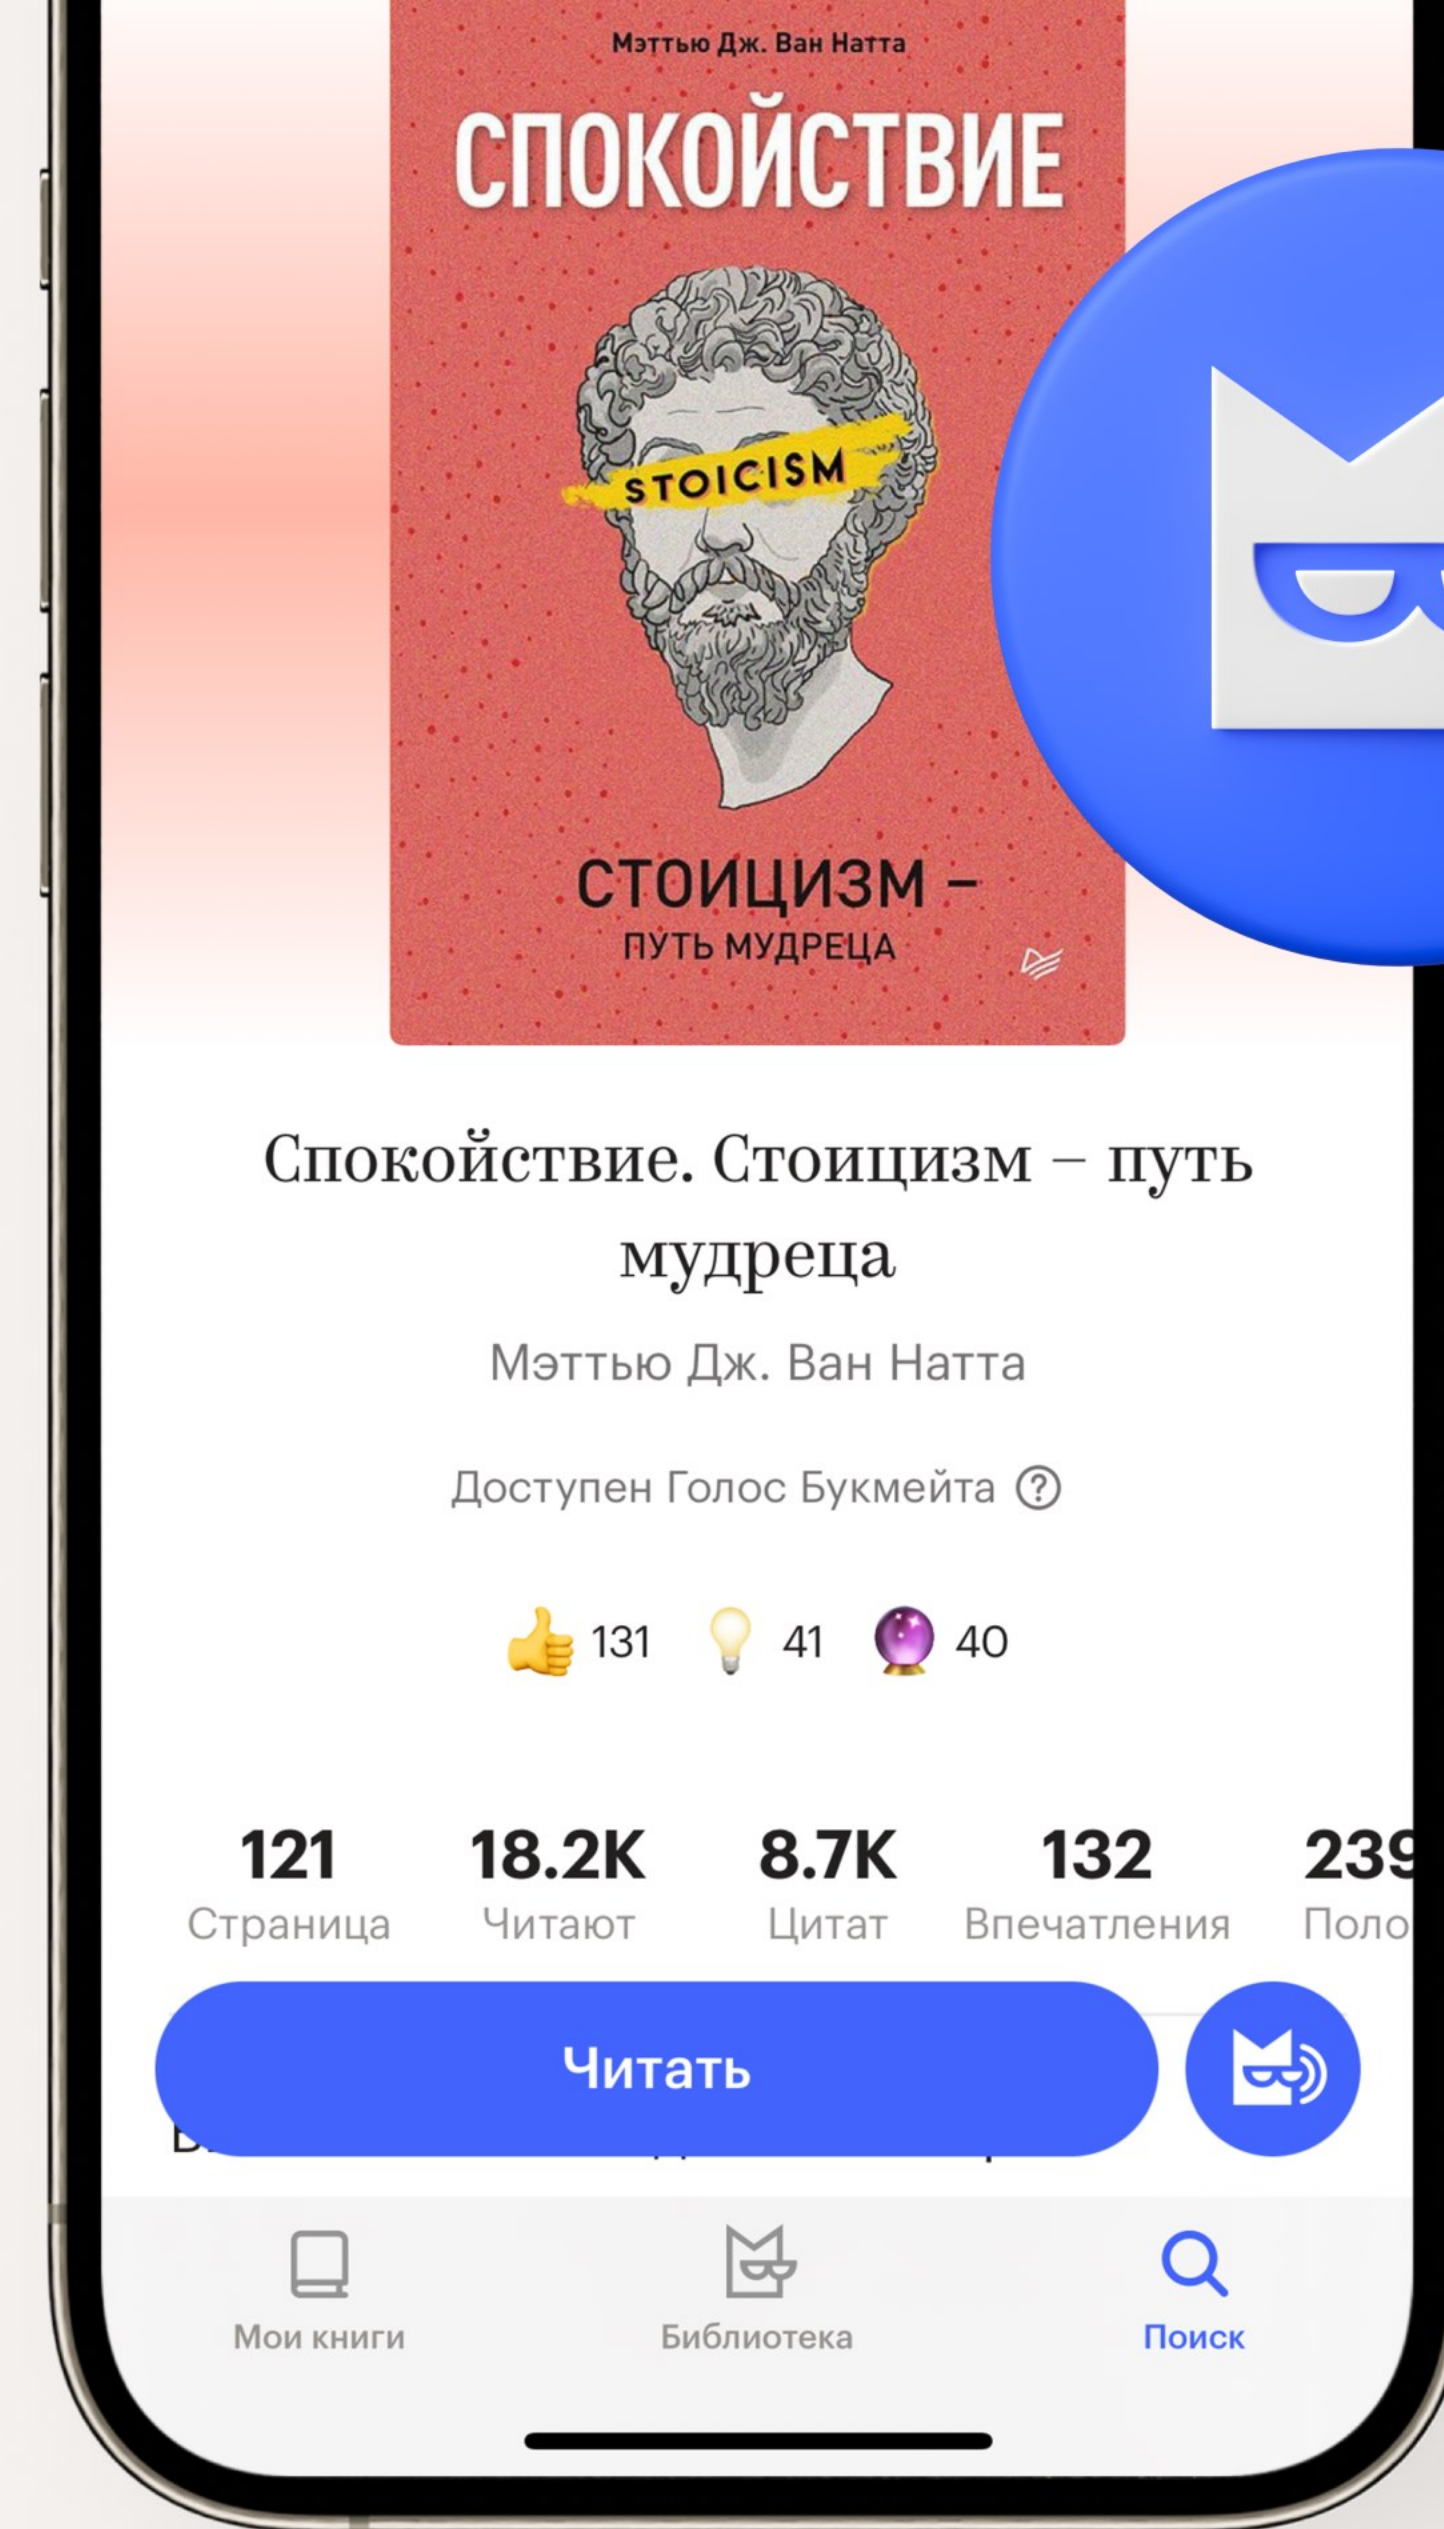 Мэттью Дж. Ван Натта
СПОКОЙСТВИЕ
STOICISM
СТОИЦИЗМ –
ПУТЬ МУДРЕЦА
Спокойствие. Стоицизм – путь
мудреца
Мэттью Дж. Ван Натта
Доступен Голос Букмейта ?
131 41 40
121 18.2K 8.7K 132 239
Страница Читают Цитат Впечатления Поло
Читать
Мои книги Библиотека Поиск